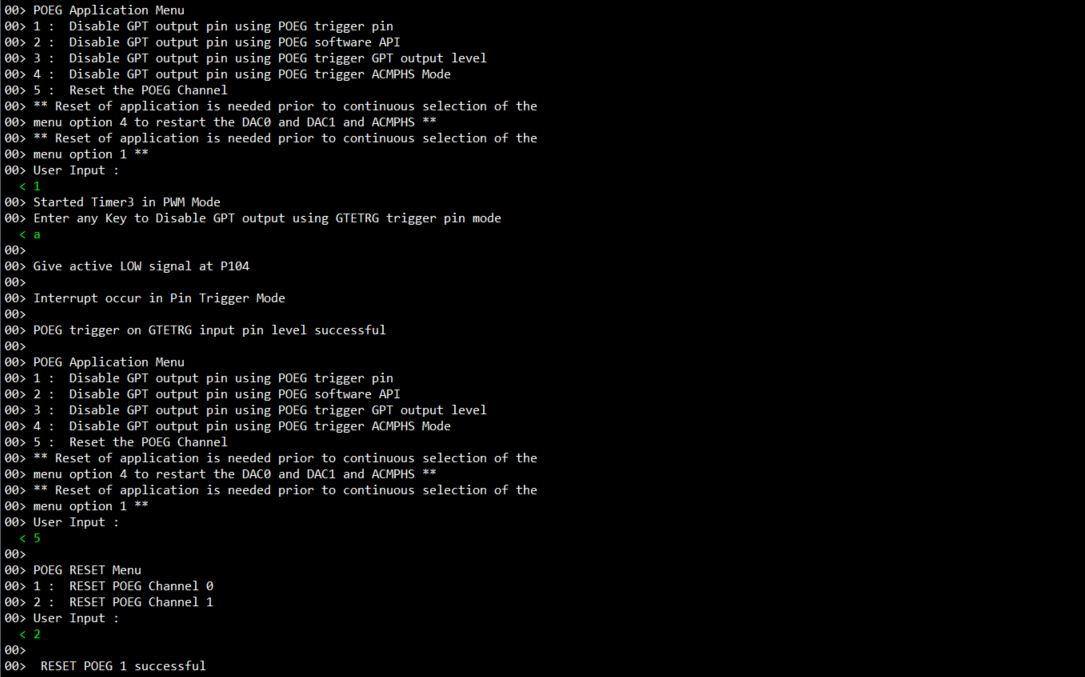 00> POEG Application Menu
00> 1 :  Disable GPT output pin using POEG trigger pin
00> 2 :  Disable GPT output pin using POEG software API
00> 3 :  Disable GPT output pin using POEG trigger GPT output level
00> 4 :  Disable GPT output pin using POEG trigger ACMPHS Mode
00> 5 :  Reset the POEG Channel
00> ** Reset of application is needed prior to continuous selection of the
00> menu option 4 to restart the DAC0 and DAC1 and ACMPHS **
00> ** Reset of application is needed prior to continuous selection of the
00> menu option 1 **
00> User Input :
< 1
00> Started Timer3 in PWM Mode
00> Enter any Key to Disable GPT output using GTETRG trigger pin mode
< a
00>
00> Give active LOW signal at P104
00>
00> Interrupt occur in Pin Trigger Mode
00>
00> POEG trigger on GTETRG input pin level successful
00>
00> POEG Application Menu
00> 1 :  Disable GPT output pin using POEG trigger pin
00> 2 :  Disable GPT output pin using POEG software API
00> 3 :  Disable GPT output pin using POEG trigger GPT output level
00> 4 :  Disable GPT output pin using POEG trigger ACMPHS Mode
00> 5 :  Reset the POEG Channel
00> ** Reset of application is needed prior to continuous selection of the
00> menu option 4 to restart the DAC0 and DAC1 and ACMPHS **
00> ** Reset of application is needed prior to continuous selection of the
00> menu option 1 **
00> User Input :
< 5
00>
00> POEG RESET Menu
00> 1 :  RESET POEG Channel 0
00> 2 :  RESET POEG Channel 1
00> User Input :
< 2
00>
00>  RESET POEG 1 successful